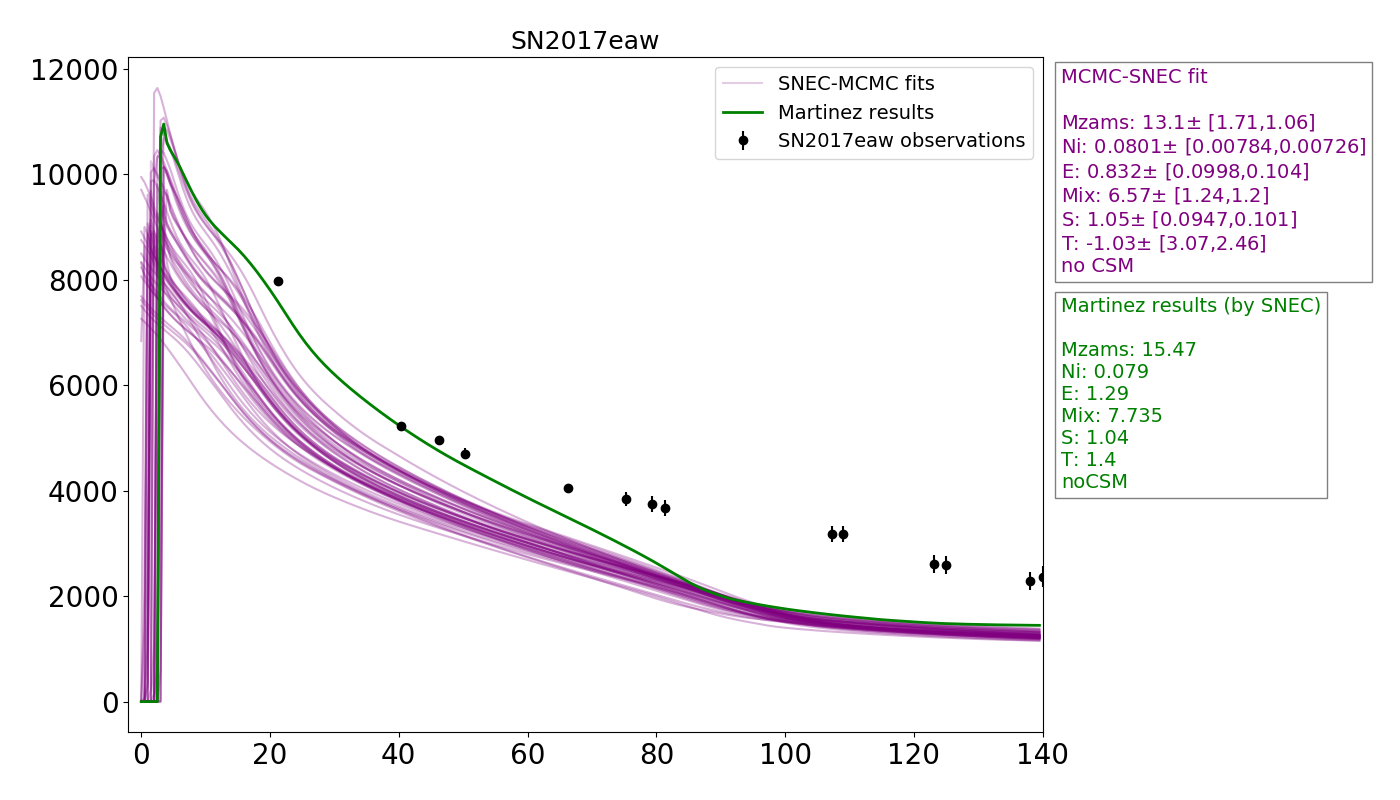 SN2017eaw
12000
10000
8000
6000
4000
2000
0
0 20 40 60 80 100 120 140
SNEC-MCMC fits
Martinez results
SN2017eaw observations
MCMC-SNEC fit
Mzams: 13.1± [1.71,1.06]
Ni: 0.0801± [0.00784,0.00726]
E: 0.832± [0.0998,0.104]
Mix: 6.57± [1.24,1.2]
S: 1.05± [0.0947,0.101]
T: -1.03± [3.07,2.46]
no CSM
Martinez results (by SNEC)
Mzams: 15.47
Ni: 0.079
E: 1.29
Mix: 7.735
S: 1.04
T: 1.4
noCSM